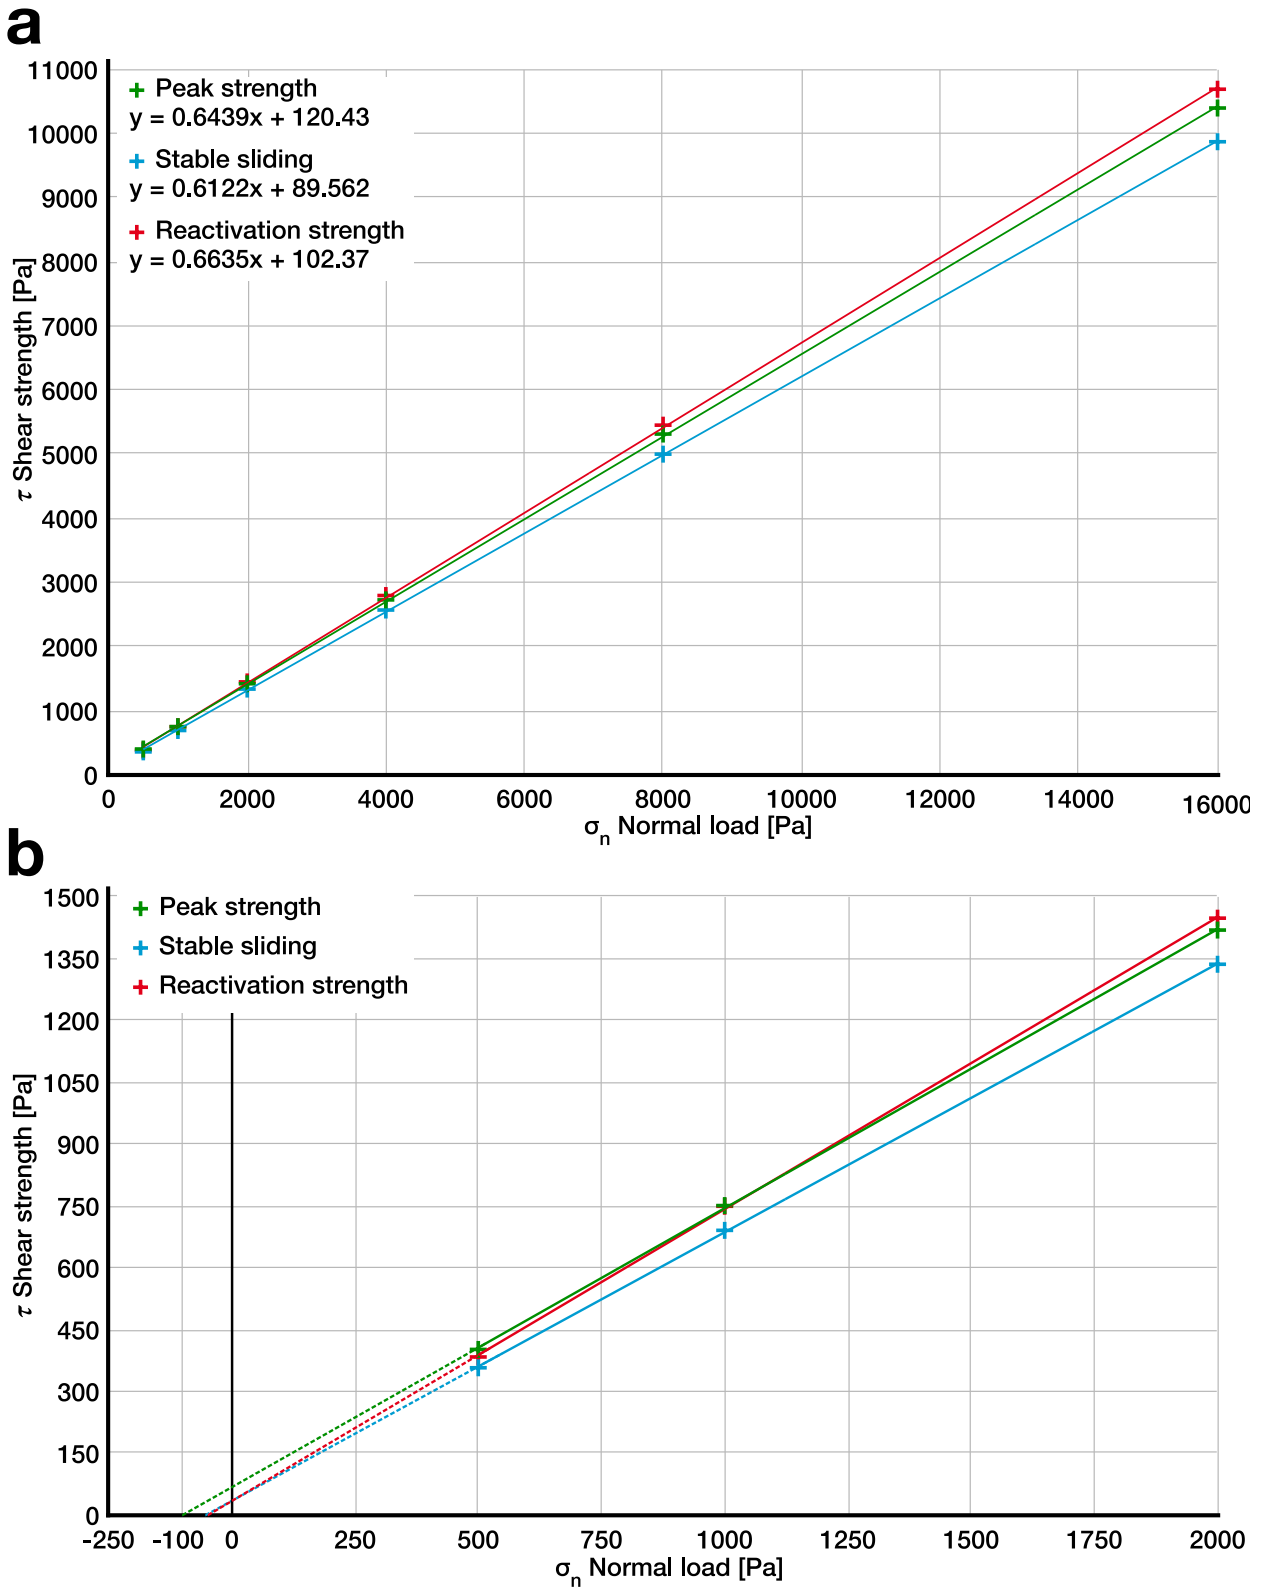 a
11000
10000
9000
8000
7000
6000
5000
4000
3000
2000
1000
0
τ Shear strength [Pa]
Peak strength
y = 0.6439x + 120.43
Stable sliding
y = 0.6122x + 89.562
Reactivation strength
y = 0.6635x + 102.37
0 2000 4000 6000 8000 10000 12000 14000 16000
σn Normal load [Pa]
b
1500
1350
1200
1050
900
750
600
450
300
150
0
τ Shear strength [Pa]
Peak strength
Stable sliding
Reactivation strength
-250 -100 0 250 500 750 1000 1250 1500 1750 2000
σn Normal load [Pa]